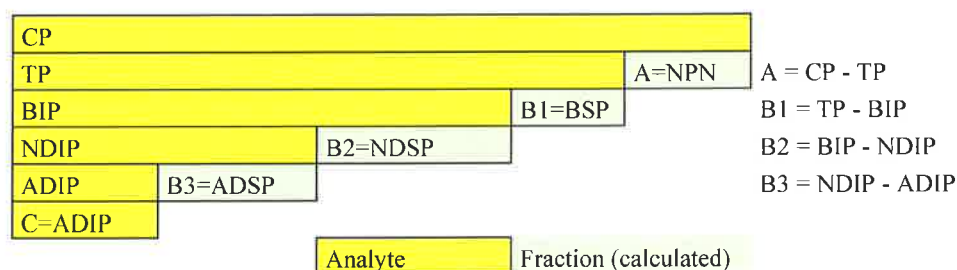 CP
TP A=NPN A = CP - TP
BIP B1=BSP B1 = TP - BIP
NDIP B2=NDSP B2 = BIP - NDIP
ADIP B3=ADSP B3 = NDIP - ADIP
C=ADIP
Analyte Fraction (calculated)